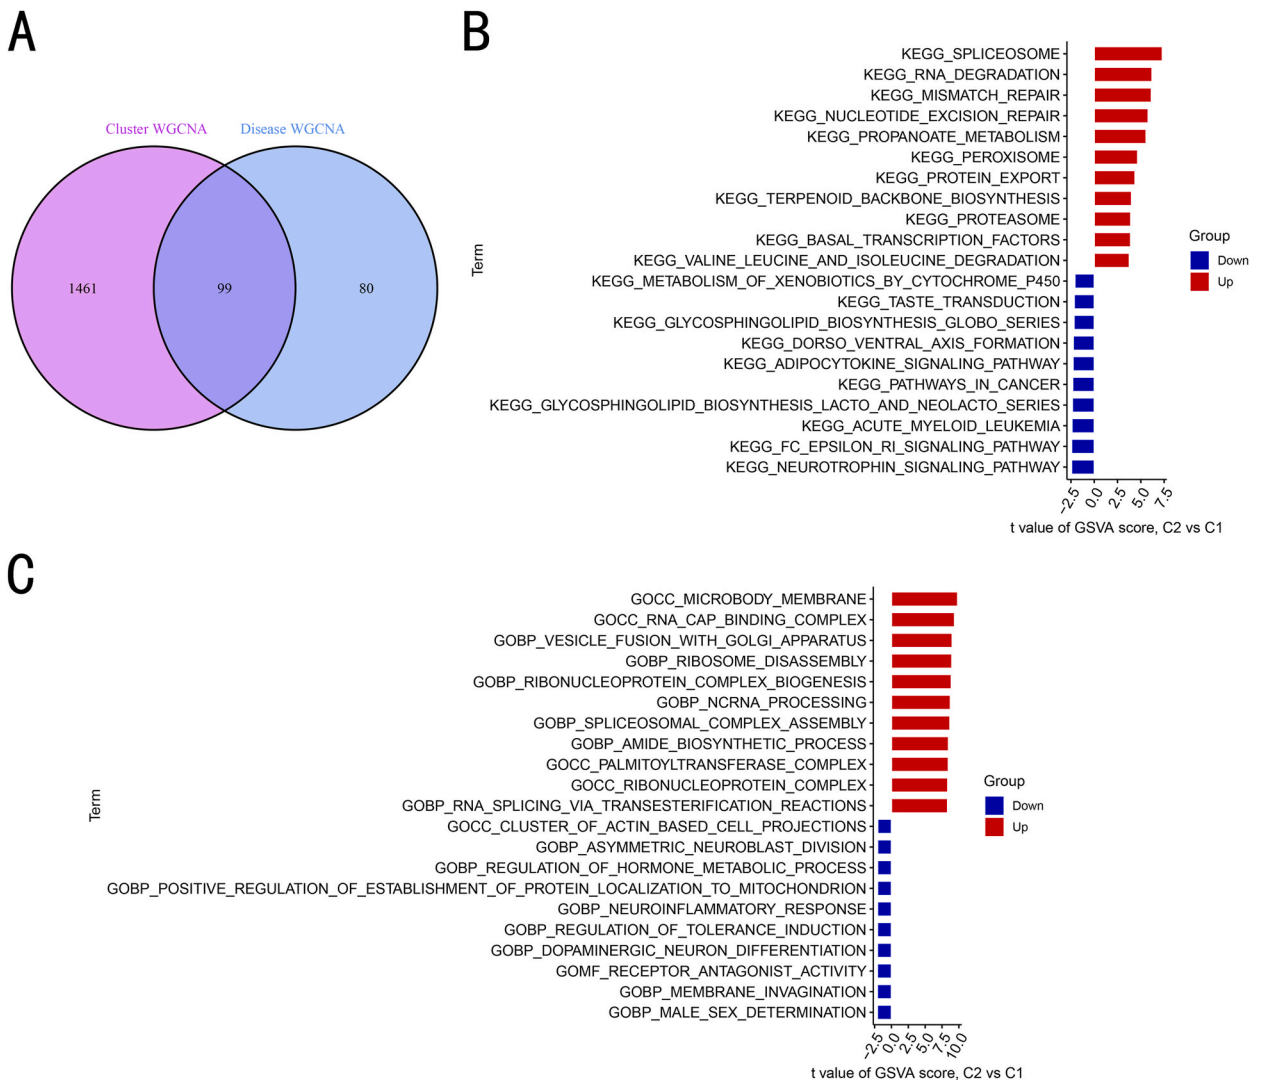 A
Cluster WGCNA
Disease WGCNA
1461
99
80
B
KEGG_SPLICEOSOME
KEGG_RNA_DEGRADATION
KEGG_MISMATCH_REPAIR
KEGG_NUCLEOTIDE_EXCISION_REPAIR
KEGG_PROPANOATE_METABOLISM
KEGG_PEROXISOME
KEGG_PROTEIN_EXPORT
KEGG_TERPENOID_BACKBONE_BIOSYNTHESIS
KEGG_PROTEASOME
KEGG_BASAL_TRANSCRIPTION_FACTORS
KEGG_VALINE_LEUCINE_AND_ISOLEUCINE_DEGRADATION
KEGG_METABOLISM_OF_XENOBIOTICS_BY_CYTOCHROME_P450
KEGG_TASTE_TRANSDUCTION
KEGG_GLYCOSPHINGOLIPID_BIOSYNTHESIS_GLOBO_SERIES
KEGG_DORSO_VENTRAL_AXIS_FORMATION
KEGG_ADIPOCYTOKINE_SIGNALING_PATHWAY
KEGG_PATHWAYS_IN_CANCER
KEGG_GLYCOSPHINGOLIPID_BIOSYNTHESIS_LACTO_AND_NEOLACTO_SERIES
KEGG_ACUTE_MYELOID_LEUKEMIA
KEGG_FC_EPSILON_RI_SIGNALING_PATHWAY
KEGG_NEUROTROPHIN_SIGNALING_PATHWAY
Term
−2.5 0.0 2.5 5.0 7.5
t value of GSVA score, C2 vs C1
Group
Down
Up
C
GOCC_MICROBODY_MEMBRANE
GOCC_RNA_CAP_BINDING_COMPLEX
GOBP_VESICLE_FUSION_WITH_GOLGI_APPARATUS
GOBP_RIBOSOME_DISASSEMBLY
GOBP_RIBONUCLEOPROTEIN_COMPLEX_BIOGENESIS
GOBP_NCRNA_PROCESSING
GOBP_SPLICEOSOMAL_COMPLEX_ASSEMBLY
GOBP_AMIDE_BIOSYNTHETIC_PROCESS
GOCC_PALMITOYLTRANSFERASE_COMPLEX
GOCC_RIBONUCLEOPROTEIN_COMPLEX
GOBP_RNA_SPLICING_VIA_TRANSESTERIFICATION_REACTIONS
GOCC_CLUSTER_OF_ACTIN_BASED_CELL_PROJECTIONS
GOBP_ASYMMETRIC_NEUROBLAST_DIVISION
GOBP_REGULATION_OF_HORMONE_METABOLIC_PROCESS
GOBP_POSITIVE_REGULATION_OF_ESTABLISHMENT_OF_PROTEIN_LOCALIZATION_TO_MITOCHONDRION
GOBP_NEUROINFLAMMATORY_RESPONSE
GOBP_REGULATION_OF_TOLERANCE_INDUCTION
GOBP_DOPAMINERGIC_NEURON_DIFFERENTIATION
GOMF_RECEPTOR_ANTAGONIST_ACTIVITY
GOBP_MEMBRANE_INVAGINATION
GOBP_MALE_SEX_DETERMINATION
Term
−2.5 0.0 2.5 5.0 7.5 10.0
t value of GSVA score, C2 vs C1
Group
Down
Up